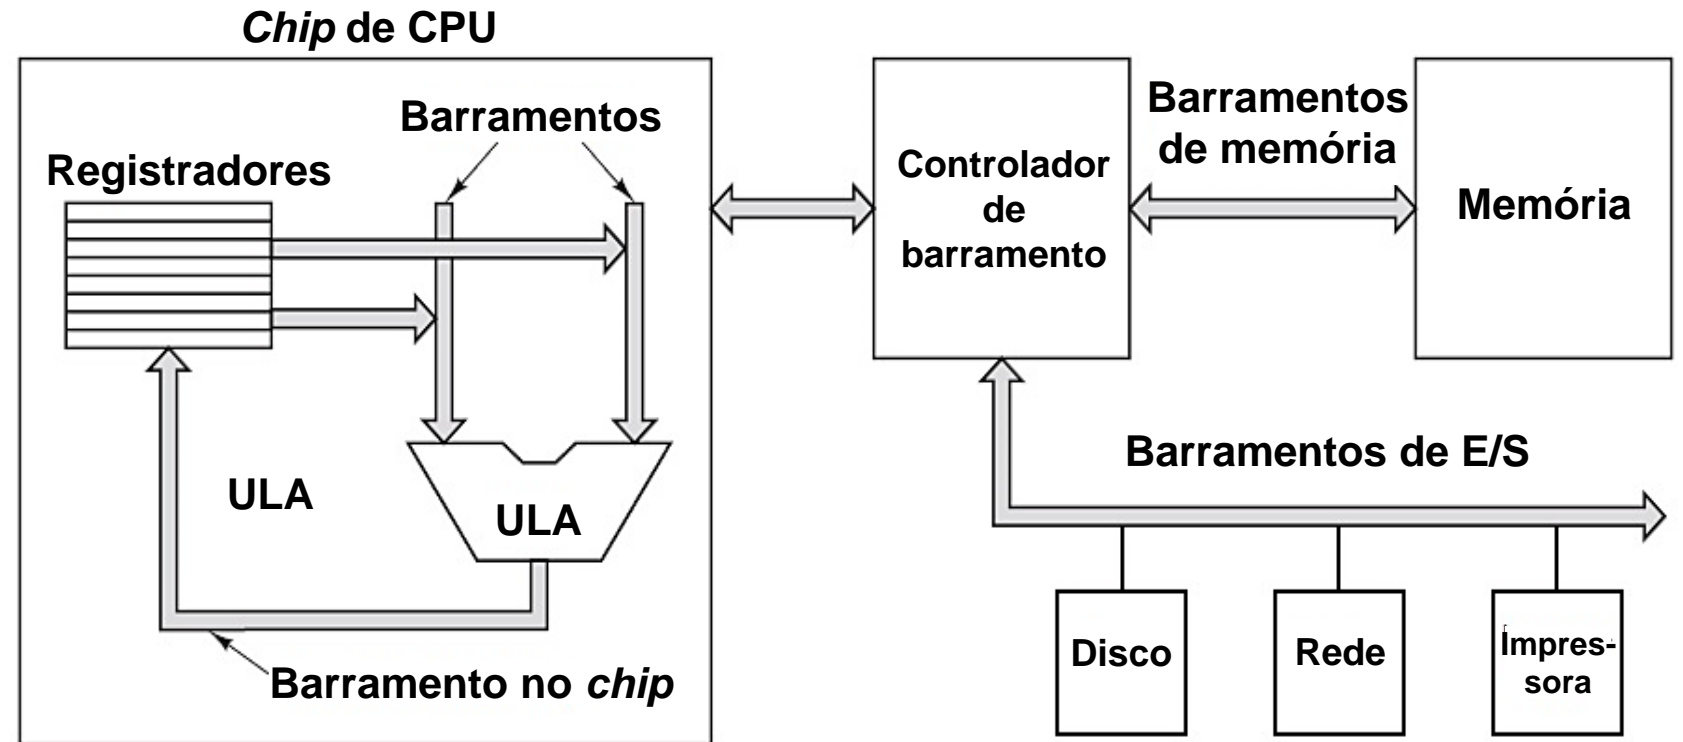 Chip de CPU
Barramentos
Registradores
ULA
ULA
Barramento no chip
Controlador
de
barramento
Barramentos
de memória
Memória
Barramentos de E/S
Disco
Rede
Impres-
sora